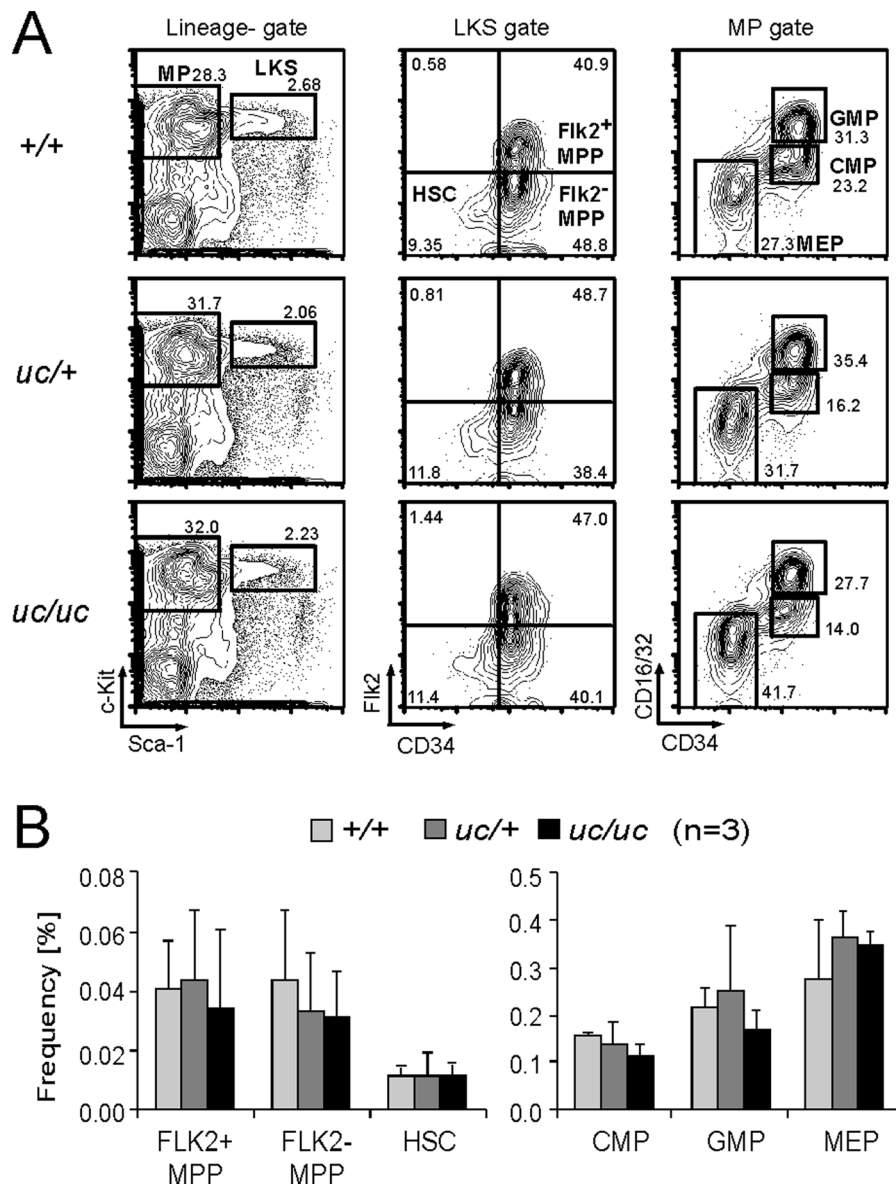 A
Lineage- gate
LKS gate
MP gate
+/+
MP 28.3
LKS
2.68
0.58
40.9
Flk2+
MPP
HSC
Flk2-
MPP
9.35
48.8
GMP
31.3
CMP
23.2
27.3 MEP
uc/+
31.7
2.06
0.81
48.7
11.8
38.4
35.4
16.2
31.7
uc/uc
32.0
2.23
1.44
47.0
11.4
40.1
27.7
14.0
41.7
c-Kit
Sca-1
Flk2
CD34
CD16/32
CD34
B
+/+ uc/+ uc/uc (n=3)
Frequency [%]
0.08
0.06
0.04
0.02
0.00
FLK2+
MPP
FLK2-
MPP
HSC
0.5
0.4
0.3
0.2
0.1
0.0
CMP
GMP
MEP